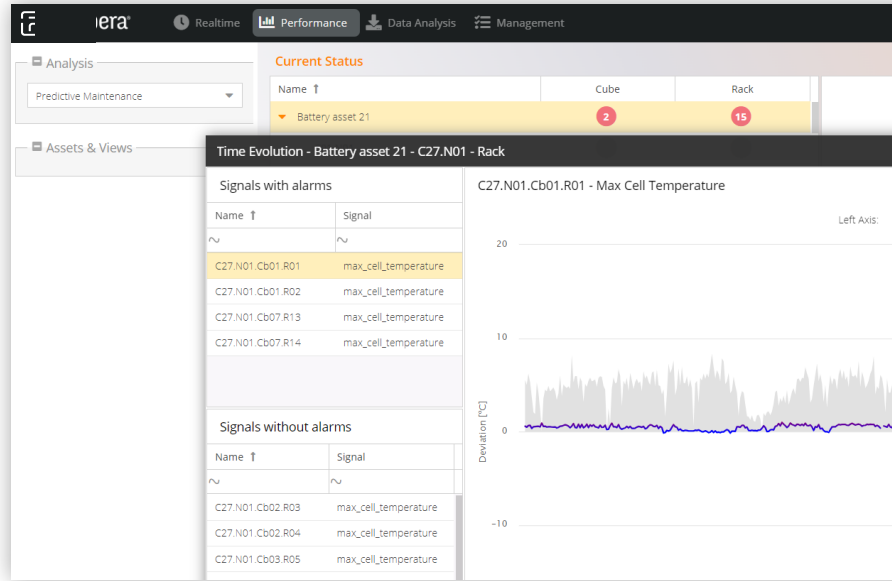 era®
Realtime
Performance
Data Analysis
Management
Analysis
Predictive Maintenance
Assets & Views
Current Status
Name ↑ Cube Rack
Battery asset 21 2 15
Time Evolution - Battery asset 21 - C27.N01 - Rack
Signals with alarms
Name ↑ Signal
C27.N01.Cb01.R01 max_cell_temperature
C27.N01.Cb01.R02 max_cell_temperature
C27.N01.Cb07.R13 max_cell_temperature
C27.N01.Cb07.R14 max_cell_temperature
Signals without alarms
Name ↑ Signal
C27.N01.Cb02.R03 max_cell_temperature
C27.N01.Cb02.R04 max_cell_temperature
C27.N01.Cb03.R05 max_cell_temperature
C27.N01.Cb01.R01 - Max Cell Temperature
Left Axis:
20
10
0
-10
Deviation [°C]